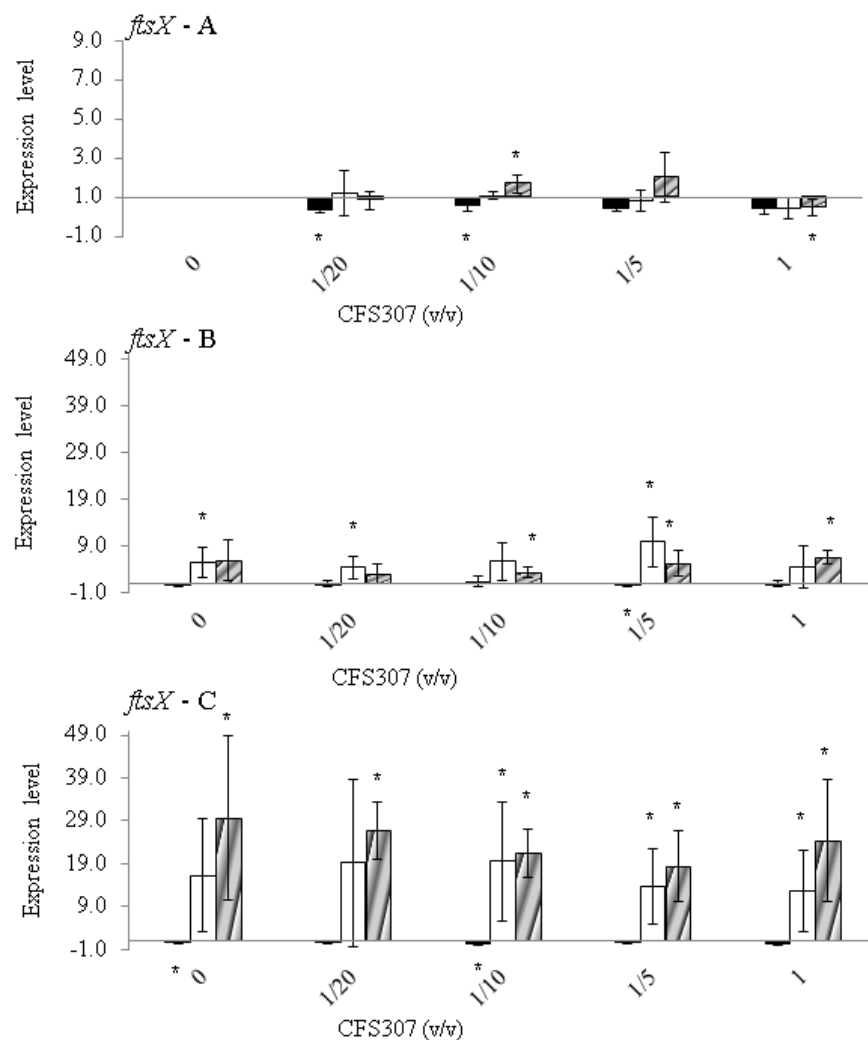 ftsX - A
9.0
7.0
5.0
3.0
1.0
-1.0
Expression level
*
* * *
0 1/20 1/10 1/5 1
CFS307 (v/v)
ftsX - B
49.0
39.0
29.0
19.0
9.0
-1.0
Expression level
* * * * * *
*
0 1/20 1/10 1/5 1
CFS307 (v/v)
ftsX - C
49.0
39.0
29.0
19.0
9.0
-1.0
Expression level
* * * * * * * *
* *
0 1/20 1/10 1/5 1
CFS307 (v/v)